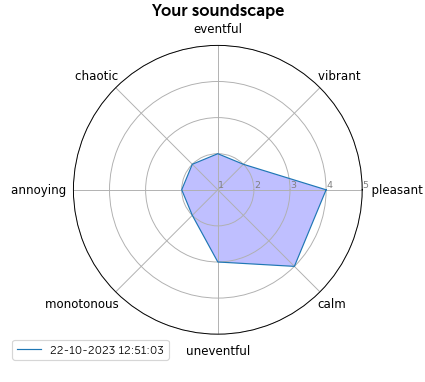 Your soundscape
eventful
chaotic
vibrant
annoying
1 2 3 4 5
pleasant
monotonous
calm
uneventful
22-10-2023 12:51:03